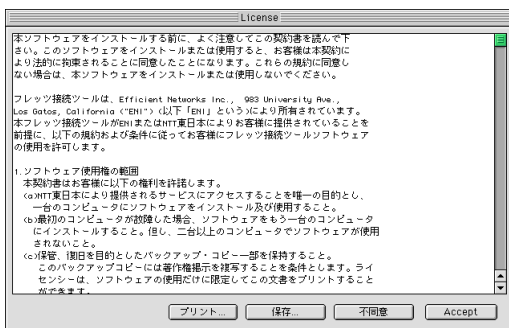 License
本ソフトウェアをインストールする前に、よく注意してこの契約書を読んで下
さい。このソフトウェアをインストールまたは使用すると、お客様は本契約に
より法的に拘束されることに同意したことになります。これらの規約に同意し
ない場合は、本ソフトウェアをインストールまたは使用しないでください。
フレッツ接続ツールは、Efficient Networks Inc., 983 University Ave.,
Los Gatos, California ("ENI")(以下「ENI」という)により所有されています。
本フレッツ接続ツールがENIまたはNTT東日本によりお客様に提供されていることを
前提に、以下の規約および条件に従ってお客様にフレッツ接続ツールソフトウェア
の使用を許可します。
1.ソフトウェア使用権の範囲
本契約書はお客様に以下の権利を許諾します。
(a)NTT東日本により提供されるサービスにアクセスすることを唯一の目的とし、
一台のコンピュータにソフトウェアをインストール及び使用すること。
(b)最初のコンピュータが故障した場合、ソフトウェアをもう一台のコンピュータ
にインストールすること。但し、二台以上のコンピュータでソフトウェアが使用
されないこと。
(c)保管、復旧を目的としたバックアップ・コピー一部を保持すること。
このバックアップコピーには著作権掲示を複写することを条件とします。ライ
センシーは、ソフトウェアの使用だけに限定してこの文書をプリントすること
ができます。
プリント...
保存...
不同意
Accept